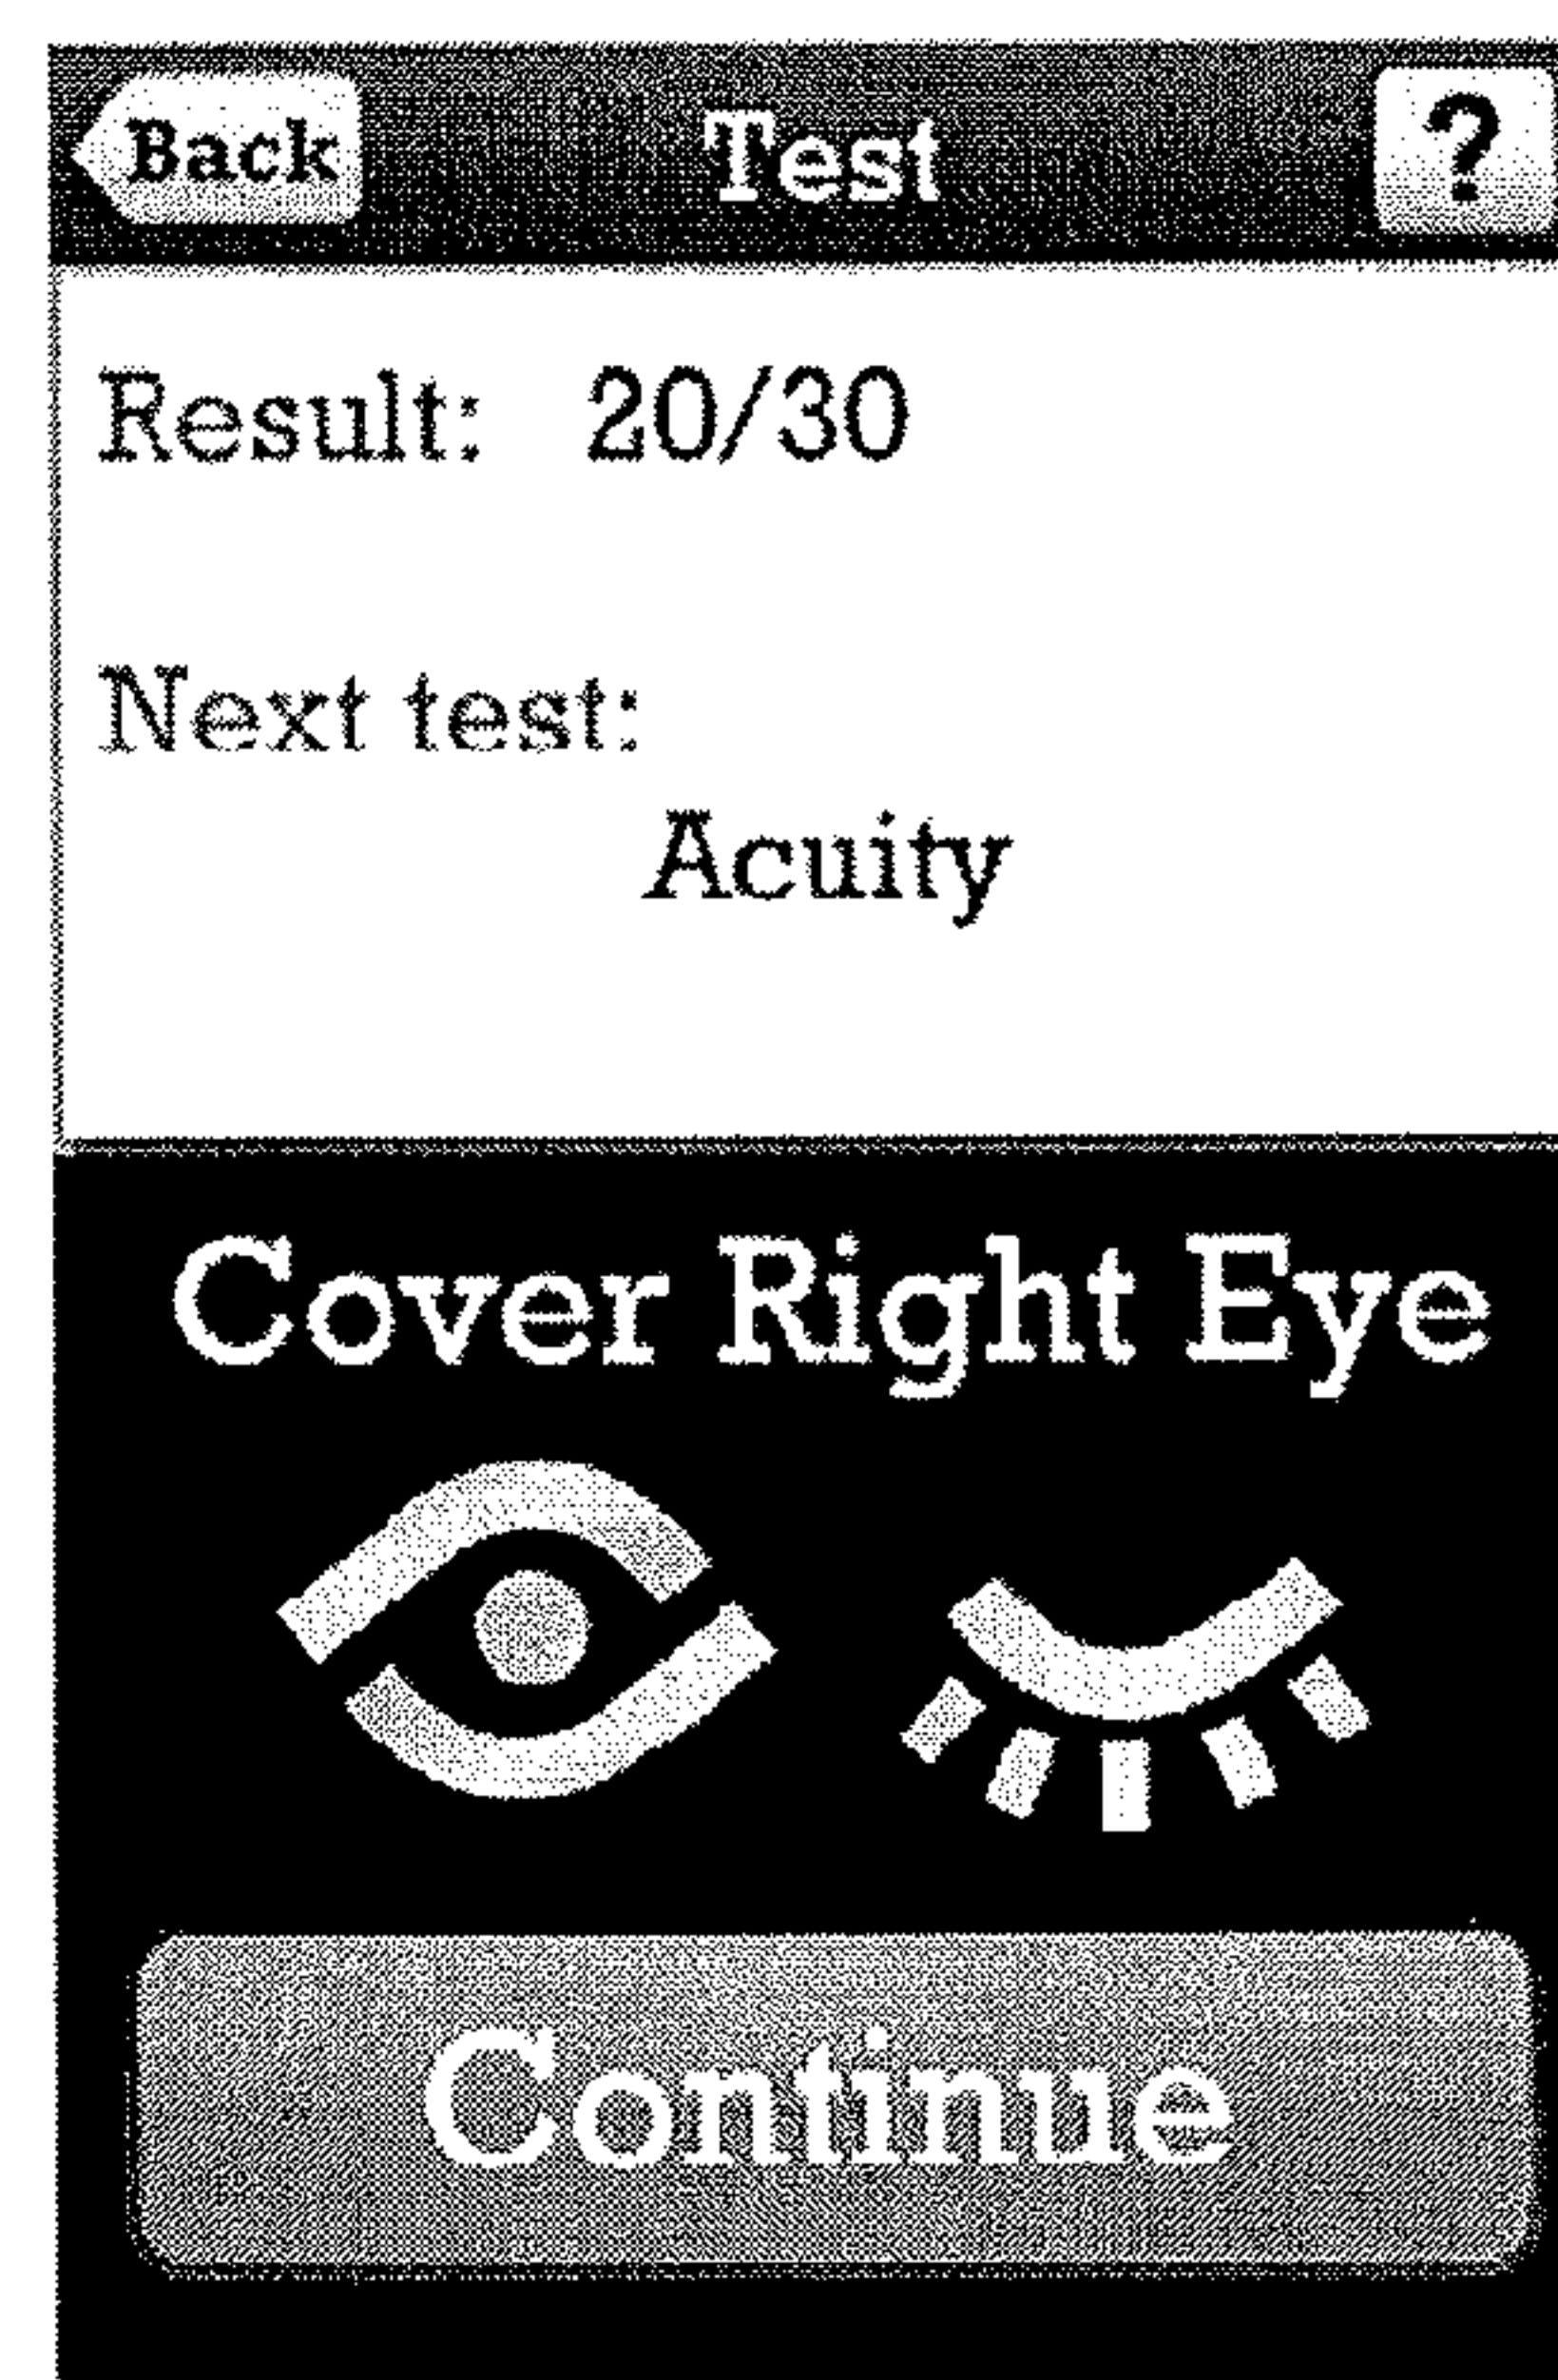 Back Test ?
Result: 20/30
Next test:
Acuity
Cover Right Eye
Continue